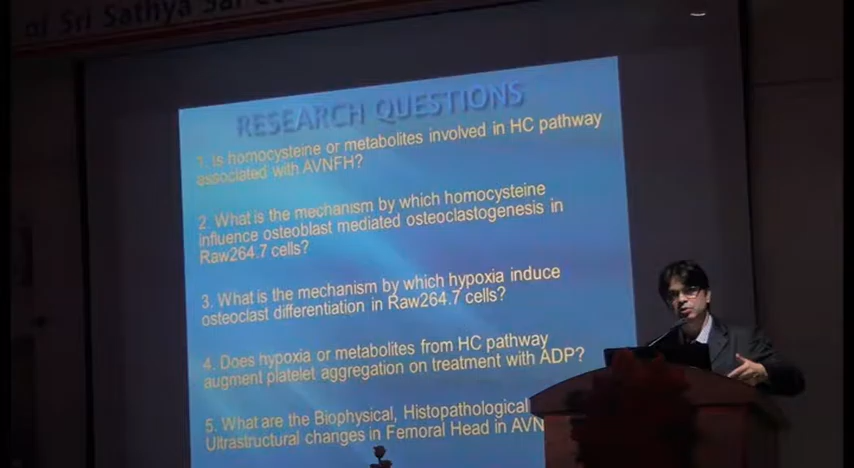 of Sri Sathya Sai
RESEARCH QUESTIONS
1. Is homocysteine or metabolites involved in HC pathway
associated with AVNFH?
2. What is the mechanism by which homocysteine
influence osteoblast mediated osteoclastogenesis in
Raw264.7 cells?
3. What is the mechanism by which hypoxia induce
osteoclast differentiation in Raw264.7 cells?
4. Does hypoxia or metabolites from HC pathway
augment platelet aggregation on treatment with ADP?
5. What are the Biophysical, Histopathological
Ultrastructural changes in Femoral Head in AVN